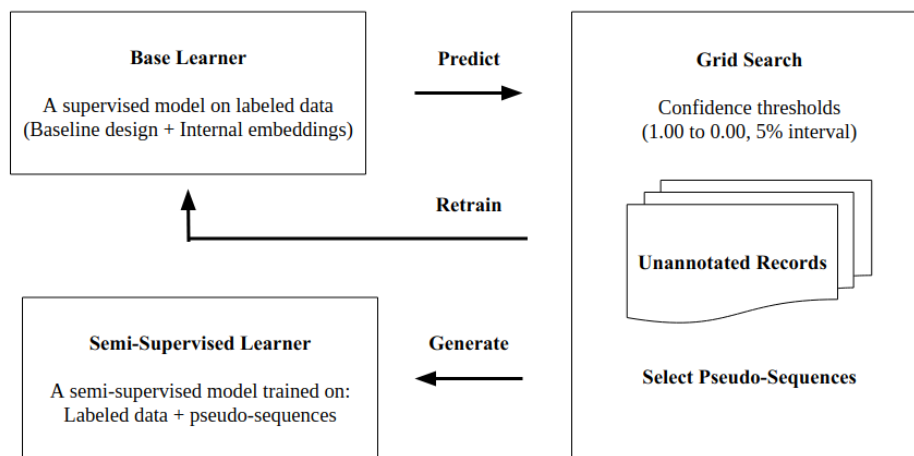 Base Learner
A supervised model on labeled data
(Baseline design + Internal embeddings)
Predict
Retrain
Grid Search
Confidence thresholds
(1.00 to 0.00, 5% interval)
Unannotated Records
Select Pseudo-Sequences
Generate
Semi-Supervised Learner
A semi-supervised model trained on:
Labeled data + pseudo-sequences